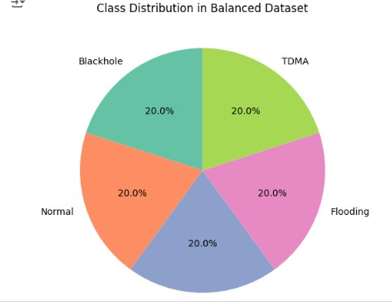 Class Distribution in Balanced Dataset
Blackhole
TDMA
20.0%
20.0%
20.0%
20.0%
Normal
Flooding
20.0%